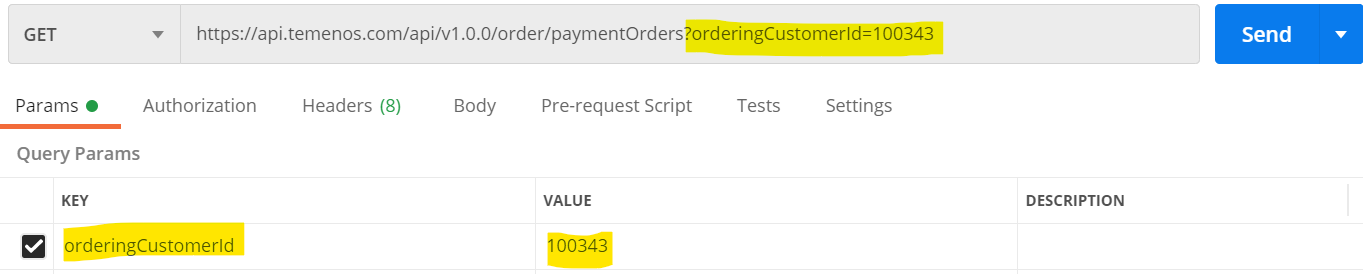 GET https://api.temenos.com/api/v1.0.0/order/paymentOrders?orderingCustomerId=100343 Send
Params Authorization Headers (8) Body Pre-request Script Tests Settings
Query Params
KEY VALUE DESCRIPTION
orderingCustomerId 100343